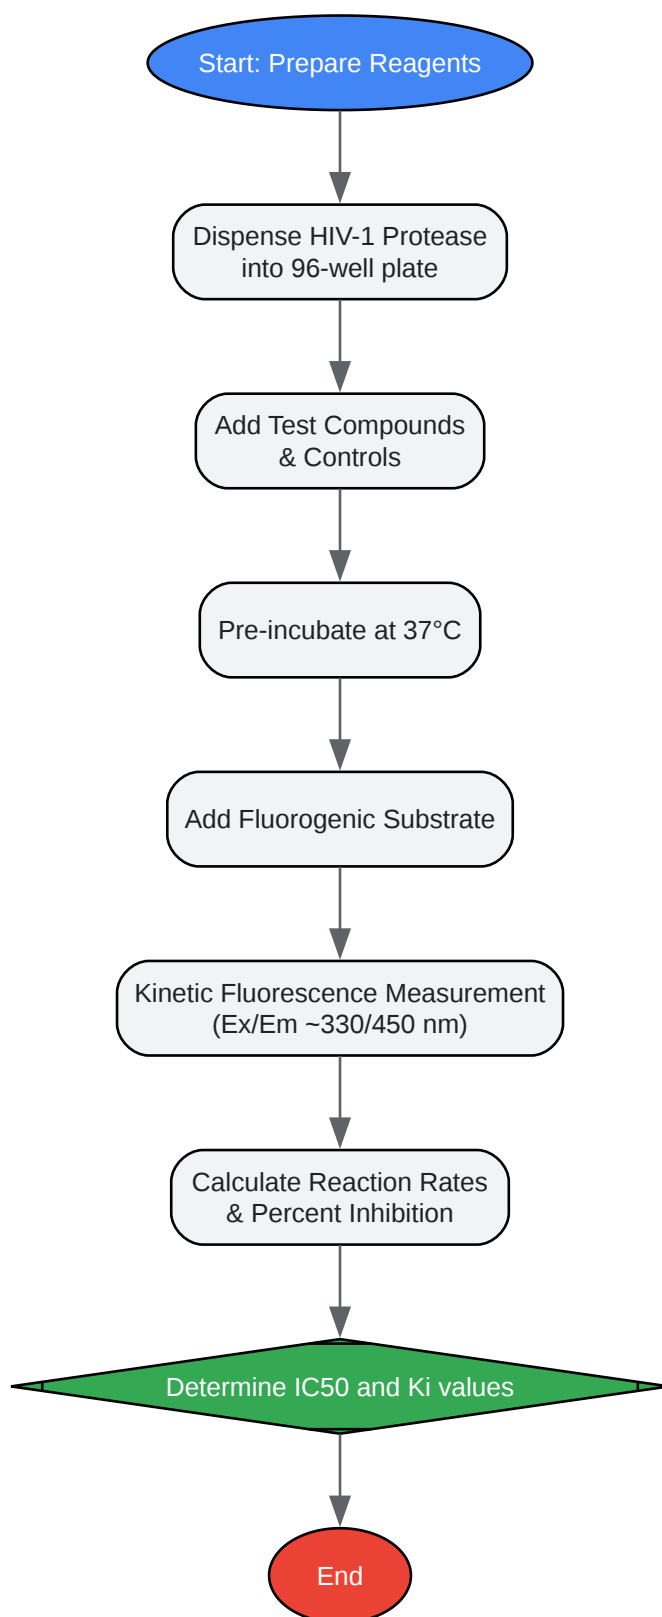 Start: Prepare Reagents
Dispense HIV-1 Protease
into 96-well plate
Add Test Compounds
& Controls
Pre-incubate at 37°C
Add Fluorogenic Substrate
Kinetic Fluorescence Measurement
(Ex/Em ~330/450 nm)
Calculate Reaction Rates
& Percent Inhibition
Determine IC50 and Ki values
End